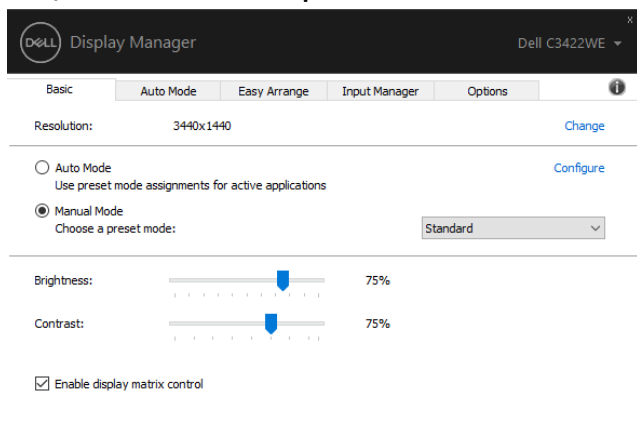 x
DELL Display Manager Dell C3422WE
Basic Auto Mode Easy Arrange Input Manager Options i
Resolution: 3440x1440 Change
Auto Mode Configure
Use preset mode assignments for active applications
Manual Mode
Choose a preset mode: Standard
Brightness: 75%
Contrast: 75%
Enable display matrix control